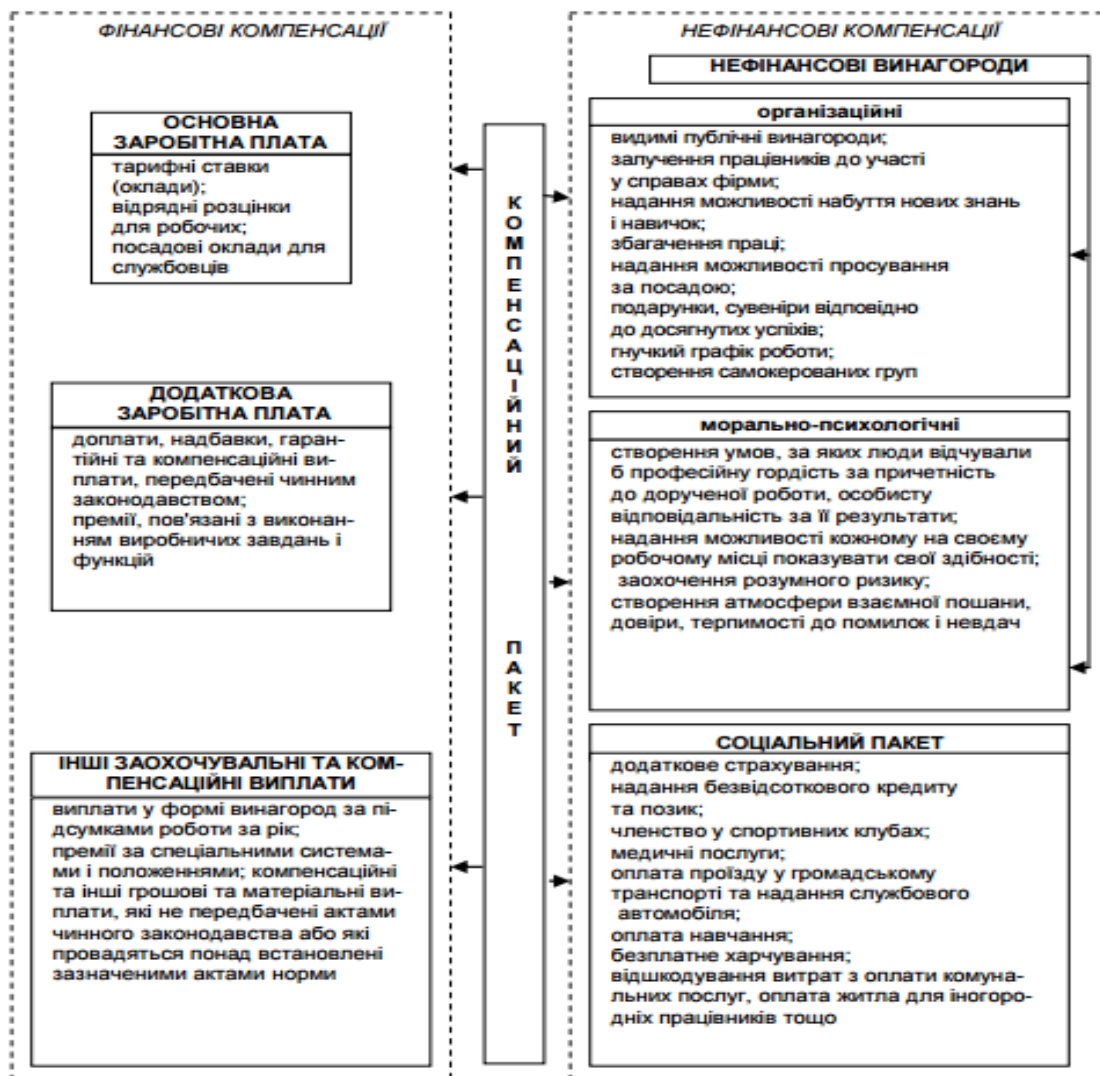 ФІНАНСОВІ КОМПЕНСАЦІЇ
ОСНОВНА
ЗАРОБІТНА ПЛАТА
тарифні ставки
(оклади);
відрядні розцінки
для робочих;
посадові оклади для
службовців
ДОДАТКОВА
ЗАРОБІТНА ПЛАТА
доплати, надбавки, гаран-
тійні та компенсаційні ви-
плати, передбачені чинним
законодавством;
премії, пов'язані з виконан-
ням виробничих завдань і
функцій
ІНШІ ЗАОХОЧУВАЛЬНІ ТА КОМ-
ПЕНСАЦІЙНІ ВИПЛАТИ
виплати у формі винагород за пі-
дсумками роботи за рік;
премії за спеціальними система-
ми і положеннями; компенсаційні
та інші грошові та матеріальні ви-
плати, які не передбачені актами
чинного законодавства або які
провадяться понад встановлені
зазначеними актами норми
КОМПЕНСАЦІЙНИЙ
ПАКЕТ
НЕФІНАНСОВІ КОМПЕНСАЦІЇ
НЕФІНАНСОВІ ВИНАГОРОДИ
організаційні
видимі публічні винагороди;
залучення працівників до участі
у справах фірми;
надання можливості набуття нових знань
і навичок;
збагачення праці;
надання можливості просування
за посадою;
подарунки, сувеніри відповідно
до досягнутих успіхів;
гнучкий графік роботи;
створення самокерованих груп
морально-психологічні
створення умов, за яких люди відчували
б професійну гордість за причетність
до дорученої роботи, особисту
відповідальність за її результати;
надання можливості кожному на своєму
робочому місці показувати свої здібності;
заохочення розумного ризику;
створення атмосфери взаємної пошани,
довіри, терпимості до помилок і невдач
СОЦІАЛЬНИЙ ПАКЕТ
додаткове страхування;
надання безвідсоткового кредиту
та позик;
членство у спортивних клубах;
медичні послуги;
оплата проїзду у громадському
транспорті та надання службового
автомобіля;
оплата навчання;
безплатне харчування;
відшкодування витрат з оплати комуна-
льних послуг, оплата житла для іногоро-
дніх працівників тощо